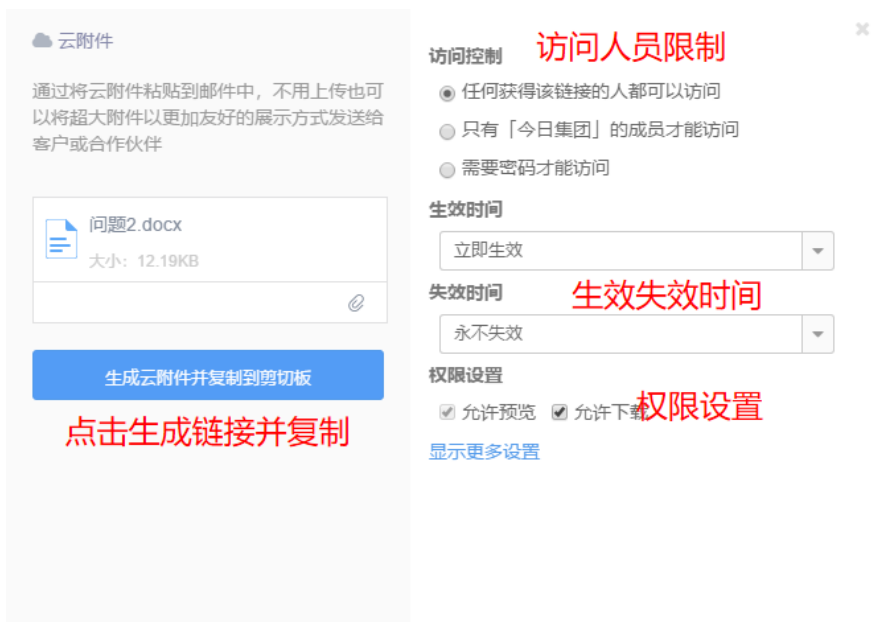 云附件
通过将云附件粘贴到邮件中，不用上传也可
以将超大附件以更加友好的展示方式发送给
客户或合作伙伴
问题2.docx
大小：12.19KB
生成云附件并复制到剪切板
点击生成链接并复制
访问控制
访问人员限制
任何获得该链接的人都可以访问
只有「今日集团」的成员才能访问
需要密码才能访问
生效时间
立即生效
失效时间
生效失效时间
永不失效
权限设置
允许预览 允许下载
权限设置
显示更多设置